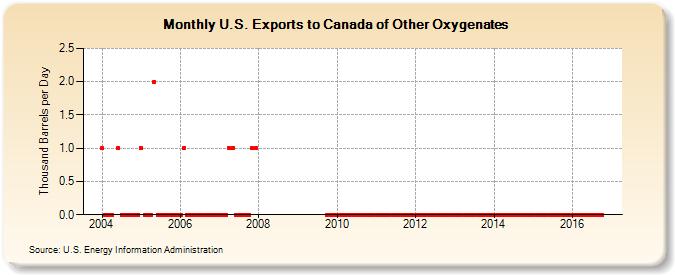 Monthly U.S. Exports to Canada of Other Oxygenates
Thousand Barrels per Day
2.5
2.0
1.5
1.0
0.5
0.0
2004 2006 2008 2010 2012 2014 2016
Source: U.S. Energy Information Administration